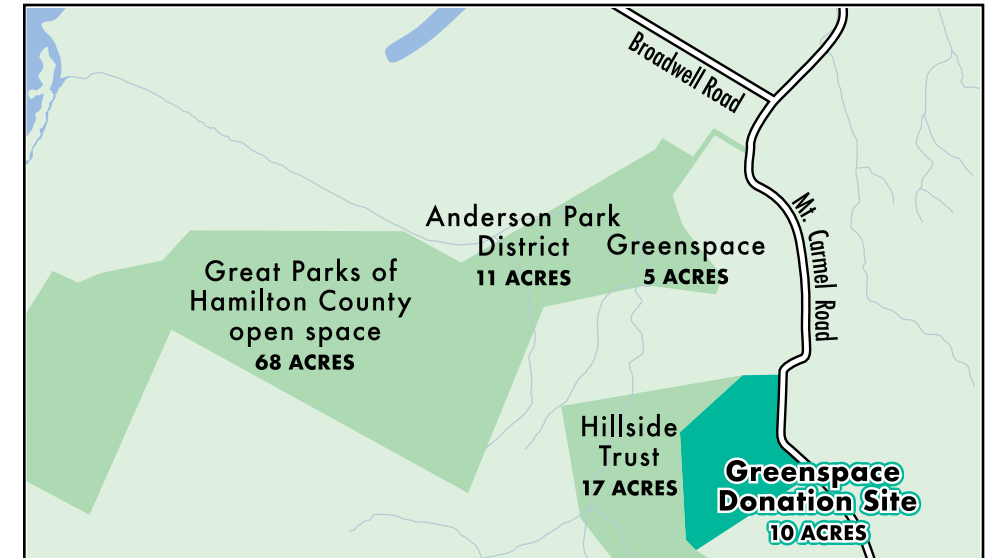 Broadwell Road
Mt. Carmel Road
Anderson Park
District
11 ACRES
Greenspace
5 ACRES
Great Parks of
Hamilton County
open space
68 ACRES
Hillside
Trust
17 ACRES
Greenspace
Donation Site
10 ACRES